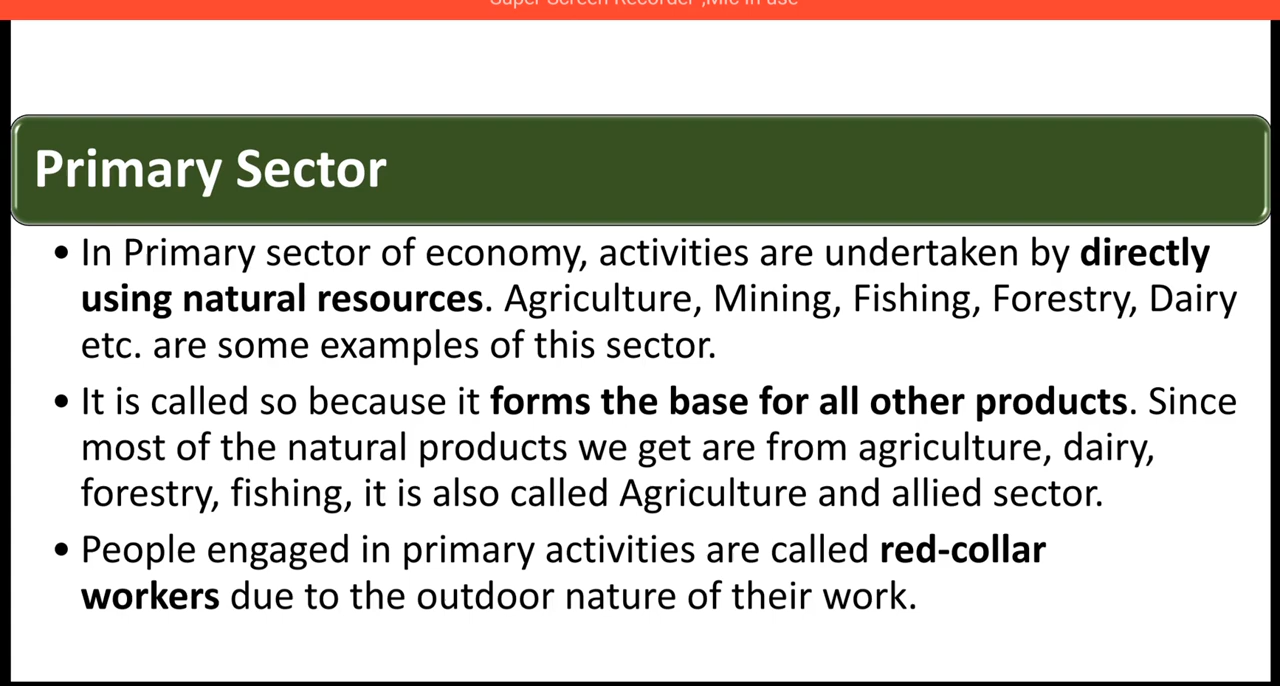 Super Screen Recorder ,Mic in use
Primary Sector
• In Primary sector of economy, activities are undertaken by directly
using natural resources. Agriculture, Mining, Fishing, Forestry, Dairy
etc. are some examples of this sector.
• It is called so because it forms the base for all other products. Since
most of the natural products we get are from agriculture, dairy,
forestry, fishing, it is also called Agriculture and allied sector.
• People engaged in primary activities are called red-collar
workers due to the outdoor nature of their work.